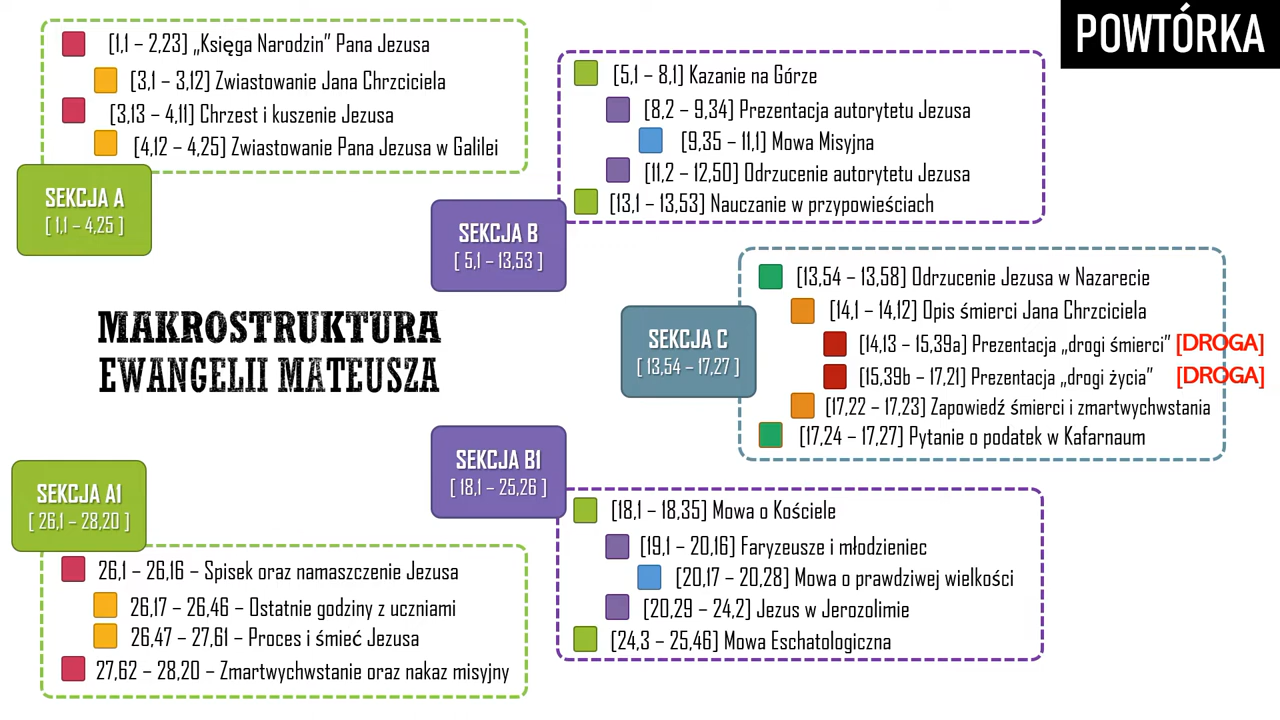 POWTÓRKA
[1,1 – 2,23] „Księga Narodzin” Pana Jezusa
[3,1 – 3,12] Zwiastowanie Jana Chrzciciela
[3,13 – 4,11] Chrzest i kuszenie Jezusa
[4,12 – 4,25] Zwiastowanie Pana Jezusa w Galilei
SEKCJA A
[ 1,1 – 4,25 ]
[5,1 – 8,1] Kazanie na Górze
[8,2 – 9,34] Prezentacja autorytetu Jezusa
[9,35 – 11,1] Mowa Misyjna
[11,2 – 12,50] Odrzucenie autorytetu Jezusa
[13,1 – 13,53] Nauczanie w przypowieściach
SEKCJA B
[ 5,1 – 13,53 ]
MAKROSTRUKTURA
EWANGELII MATEUSZA
SEKCJA C
[ 13,54 – 17,27 ]
[13,54 – 13,58] Odrzucenie Jezusa w Nazarecie
[14,1 – 14,12] Opis śmierci Jana Chrzciciela
[14,13 – 15,39a] Prezentacja „drogi śmierci” [DROGA]
[15,39b – 17,21] Prezentacja „drogi życia” [DROGA]
[17,22 – 17,23] Zapowiedź śmierci i zmartwychwstania
[17,24 – 17,27] Pytanie o podatek w Kafarnaum
SEKCJA B1
[ 18,1 – 25,26 ]
[18,1 – 18,35] Mowa o Kościele
[19,1 – 20,16] Faryzeusze i młodzieniec
[20,17 – 20,28] Mowa o prawdziwej wielkości
[20,29 – 24,2] Jezus w Jerozolimie
[24,3 – 25,46] Mowa Eschatologiczna
SEKCJA A1
[ 26,1 – 28,20 ]
26,1 – 26,16 – Spisek oraz namaszczenie Jezusa
26,17 – 26,46 – Ostatnie godziny z uczniami
26,47 – 27,61 – Proces i śmieć Jezusa
27,62 – 28,20 – Zmartwychwstanie oraz nakaz misyjny